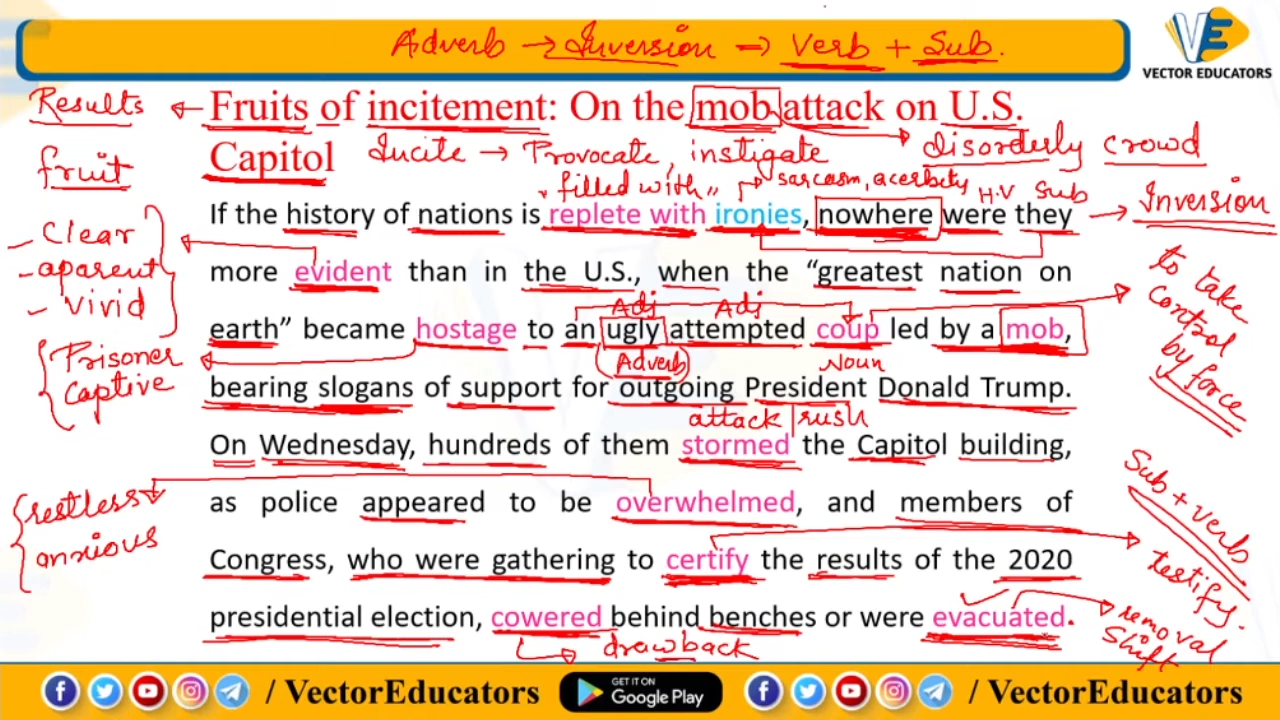 Adverb → Inversion ⇒ Verb + Sub.
VE
VECTOR EDUCATORS
Results ← Fruits of incitement: On the mob attack on U.S.
Capitol
fruit
Incite → Provocate, instigate
disorderly crowd
"filled with"
sarcasm, acerbity
H.V Sub
If the history of nations is replete with ironies, nowhere were they
→ Inversion
- Clear
- aparent
- vivid
more evident than in the U.S., when the “greatest nation on
Adj Adj
to take
control
by force
earth” became hostage to an ugly attempted coup led by a mob,
Prisoner
Captive
(Adverb)
Noun
bearing slogans of support for outgoing President Donald Trump.
attack | rush
On Wednesday, hundreds of them stormed the Capitol building,
Sub + verb
restless
anxious
as police appeared to be overwhelmed, and members of
Congress, who were gathering to certify the results of the 2020
testify.
presidential election, cowered behind benches or were evacuated.
removal
shift
drawback
/ VectorEducators
GET IT ON
Google Play
/ VectorEducators